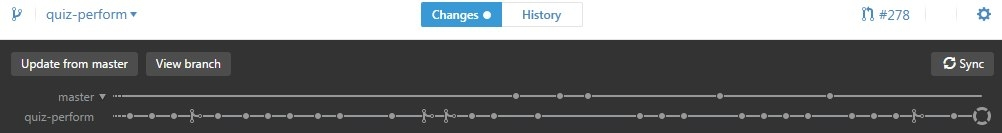 quiz-perform
Changes
History
#278
Update from master
View branch
Sync
master
quiz-perform